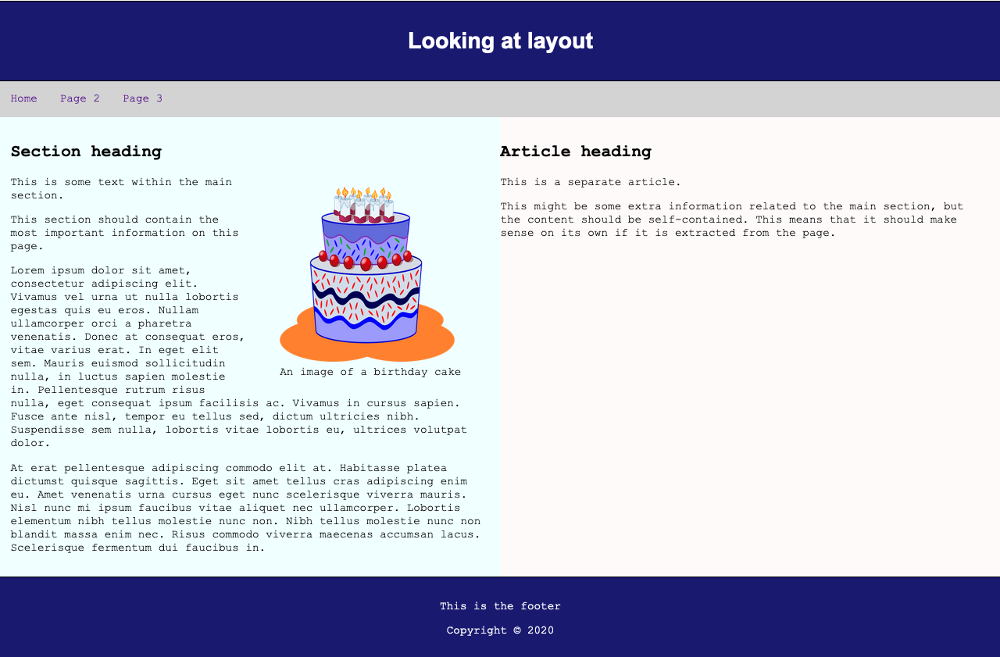 Looking at layout
Home Page 2 Page 3
Section heading
This is some text within the main
section.
This section should contain the
most important information on this
page.
Lorem ipsum dolor sit amet,
consectetur adipiscing elit.
Vivamus vel urna ut nulla lobortis
egestas quis eu eros. Nullam
ullamcorper orci a pharetra
venenatis. Donec at consequat eros,
vitae varius erat. In eget elit
sem. Mauris euismod sollicitudin
nulla, in luctus sapien molestie
in. Pellentesque rutrum risus
nulla, eget consequat ipsum facilisis ac. Vivamus in cursus sapien.
Fusce ante nisl, tempor eu tellus sed, dictum ultricies nibh.
Suspendisse sem nulla, lobortis vitae lobortis eu, ultrices volutpat
dolor.
An image of a birthday cake
At erat pellentesque adipiscing commodo elit at. Habitasse platea
dictumst quisque sagittis. Eget sit amet tellus cras adipiscing enim
eu. Amet venenatis urna cursus eget nunc scelerisque viverra mauris.
Nisl nunc mi ipsum faucibus vitae aliquet nec ullamcorper. Lobortis
elementum nibh tellus molestie nunc non. Nibh tellus molestie nunc non
blandit massa enim nec. Risus commodo viverra maecenas accumsan lacus.
Scelerisque fermentum dui faucibus in.
Article heading
This is a separate article.
This might be some extra information related to the main section, but
the content should be self-contained. This means that it should make
sense on its own if it is extracted from the page.
This is the footer
Copyright © 2020